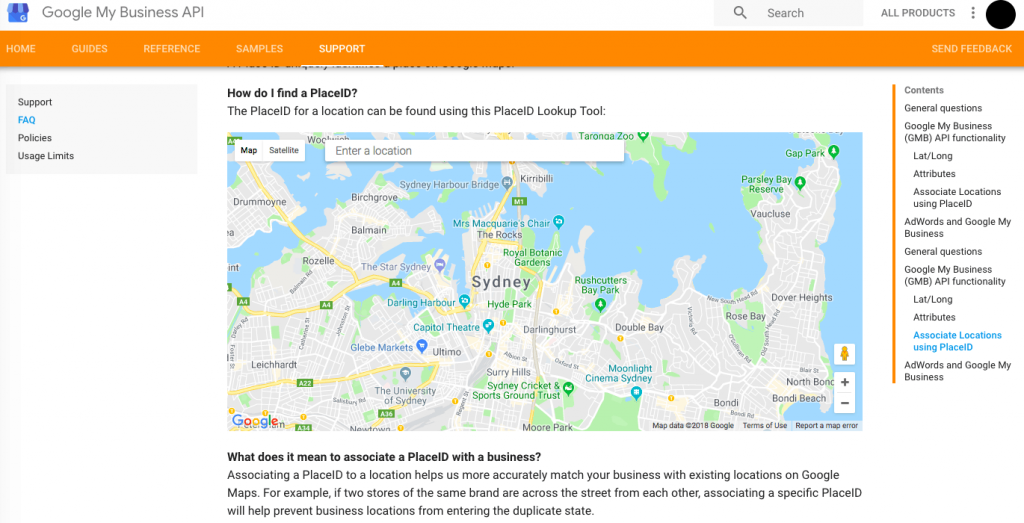 Google My Business API
Search
ALL PRODUCTS
HOME
GUIDES
REFERENCE
SAMPLES
SUPPORT
SEND FEEDBACK
Support
FAQ
Policies
Usage Limits
How do I find a PlaceID?
The PlaceID for a location can be found using this PlaceID Lookup Tool:
Map
Satellite
Enter a location
Taronga Zoo
Gap Park
Sydney Harbour Bridge
Kirribilli
Parsley Bay
Reserve
Drummoyne
Birchgrove
M1
Vaucluse
Mrs Macquarie's Chair
Balmain
The Rocks
Royal Botanic
Gardens
Rozelle
The Star Sydney
A4
Sydney
Rushcutters
Bay Park
Darling Harbour
Hyde Park
Dover Heights
A4
New South Head Rd
Rose Bay
Capitol Theatre
Darlinghurst
Double Bay
Glebe Markets
Ultimo
Surry Hills
Moonlight
Cinema Sydney
Leichhardt
A22
The University
of Sydney
Sydney Cricket &
Sports Ground Trust
North Bond
Bondi
Bondi Beach
A36
A34
Newtown
Moore Park
Google
Map data ©2018 Google
Terms of Use
Report a map error
What does it mean to associate a PlaceID with a business?
Associating a PlaceID to a location helps us more accurately match your business with existing locations on Google
Maps. For example, if two stores of the same brand are across the street from each other, associating a specific PlaceID
will help prevent business locations from entering the duplicate state.
Contents
General questions
Google My Business
(GMB) API functionality
Lat/Long
Attributes
Associate Locations
using PlaceID
AdWords and Google My
Business
General questions
Google My Business
(GMB) API functionality
Lat/Long
Attributes
Associate Locations
using PlaceID
AdWords and Google My
Business